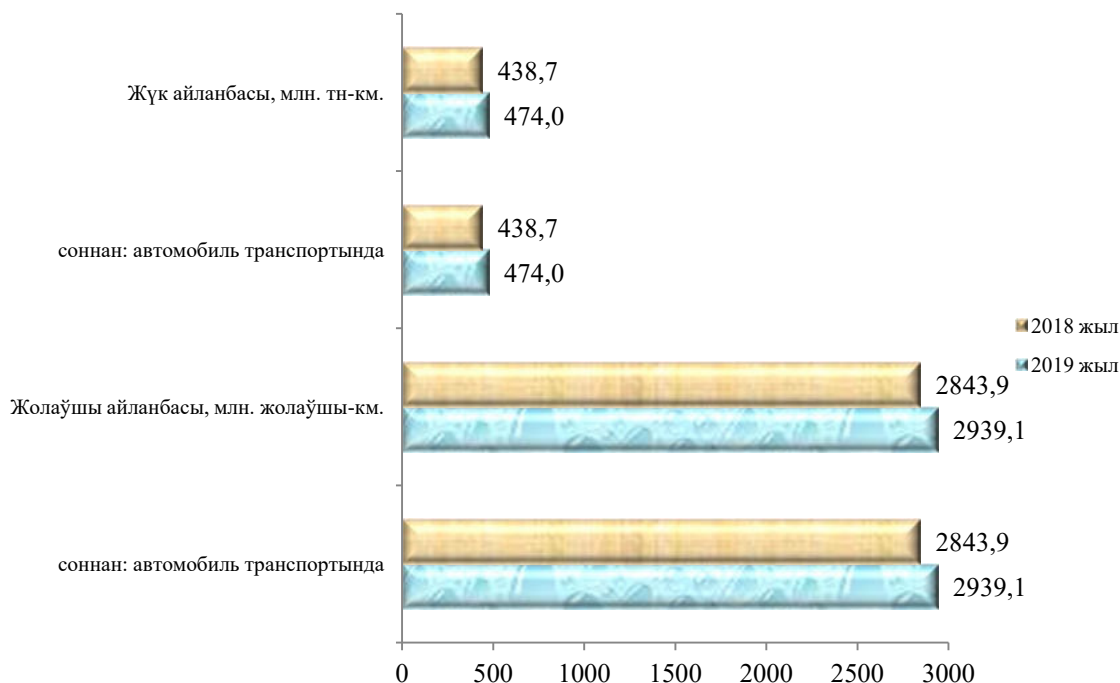 Жүк айланбасы, млн. тн-км.
438,7
474,0
соннан: автомобиль транспортында
438,7
474,0
Жолаўшы айланбасы, млн. жолаўшы-км.
2843,9
2939,1
соннан: автомобиль транспортында
2843,9
2939,1
2018 жыл
2019 жыл
0 500 1000 1500 2000 2500 3000